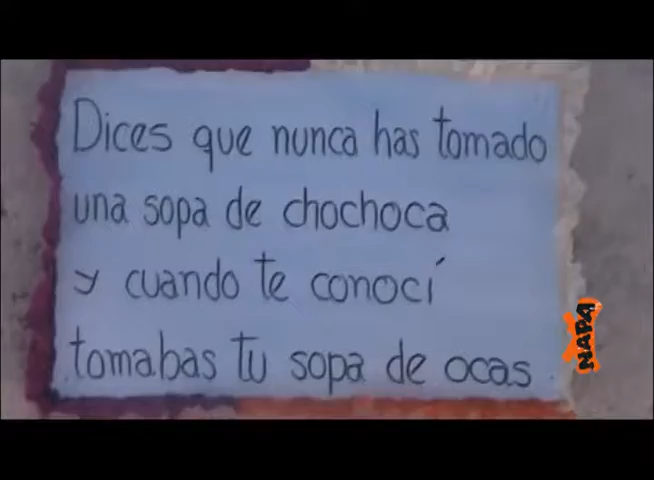 Dices que nunca has tomado
una sopa de chochoca
y cuando te conocí
tomabas tu sopa de ocas.
NAPA